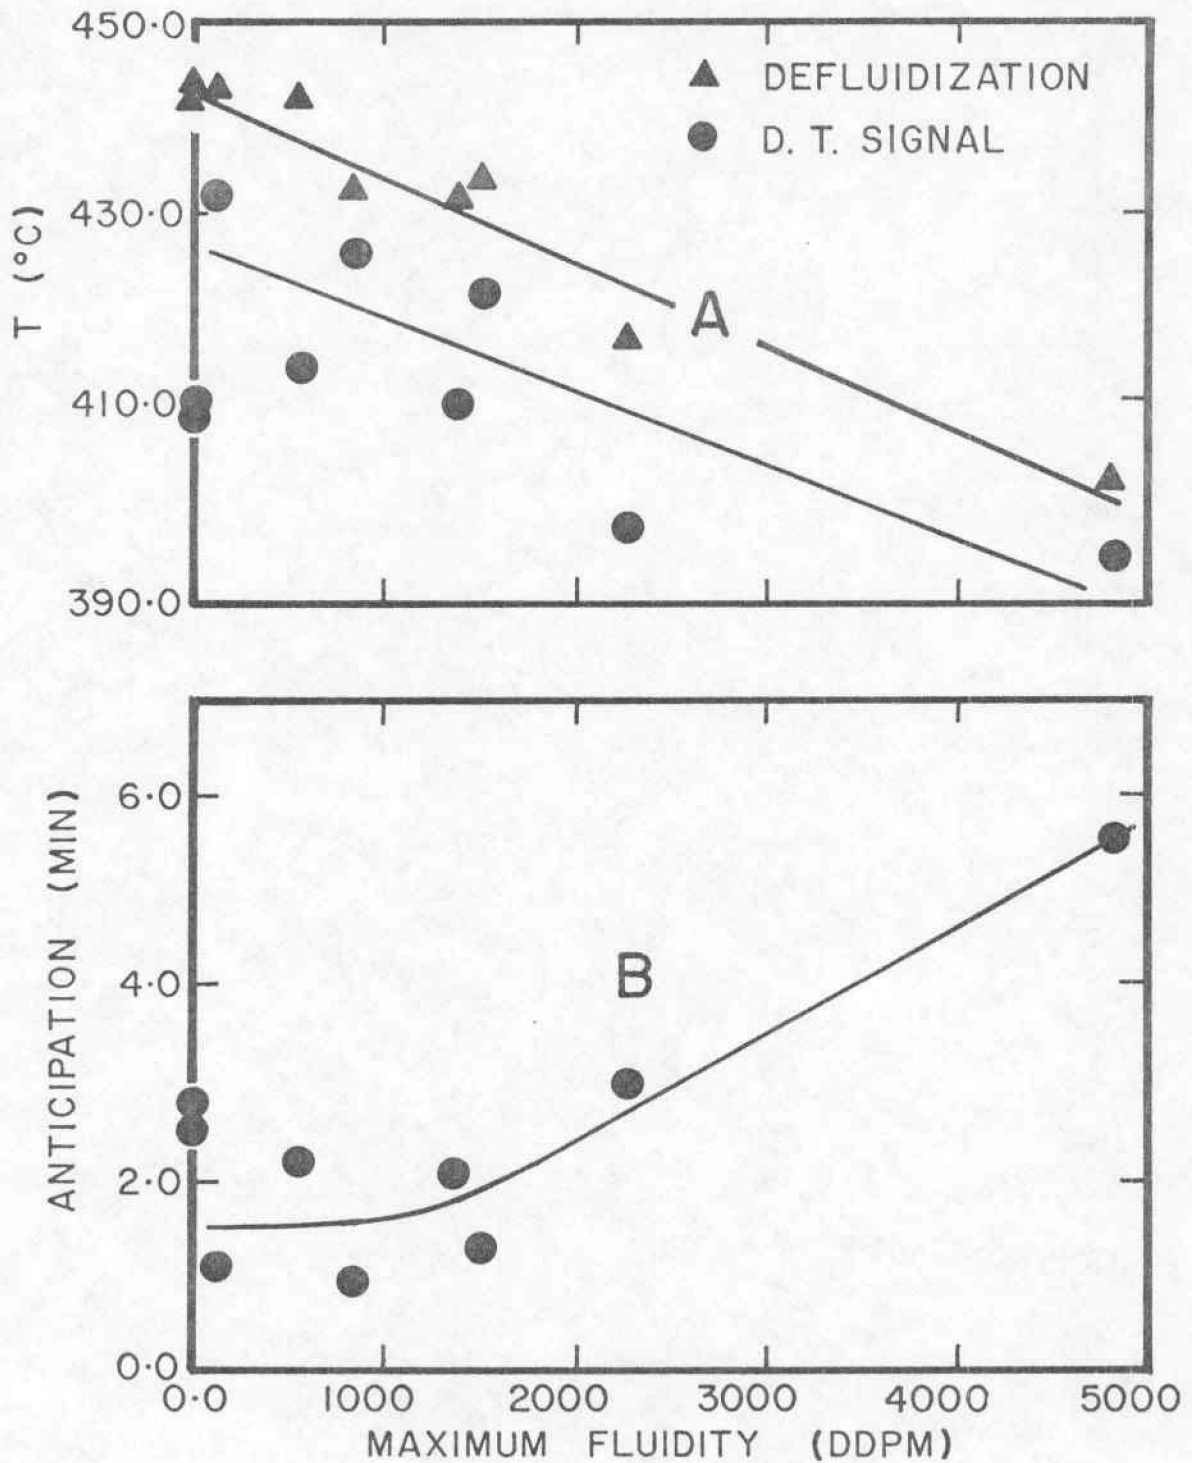 450·0
▲ DEFLUIDIZATION
● D. T. SIGNAL
430·0
T (°C)
A
410·0
390·0
6·0
ANTICIPATION (MIN)
B
4·0
2·0
0·0
0·0 1000 2000 3000 4000 5000
MAXIMUM FLUIDITY (DDPM)